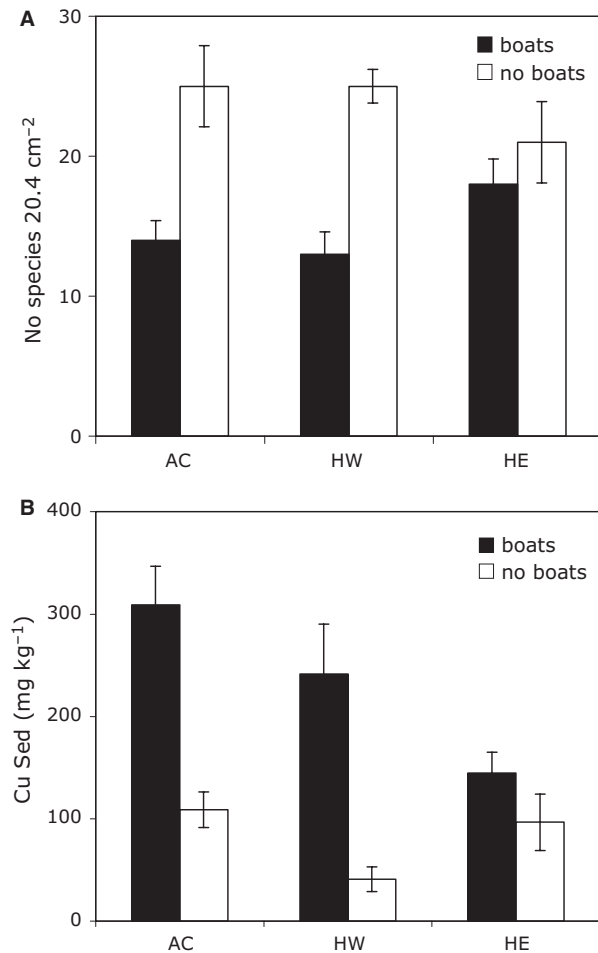 A
30
boats
no boats
20
10
0
No species 20.4 cm⁻²
AC HW HE
B
400
boats
no boats
300
200
100
0
Cu Sed (mg kg⁻¹)
AC HW HE